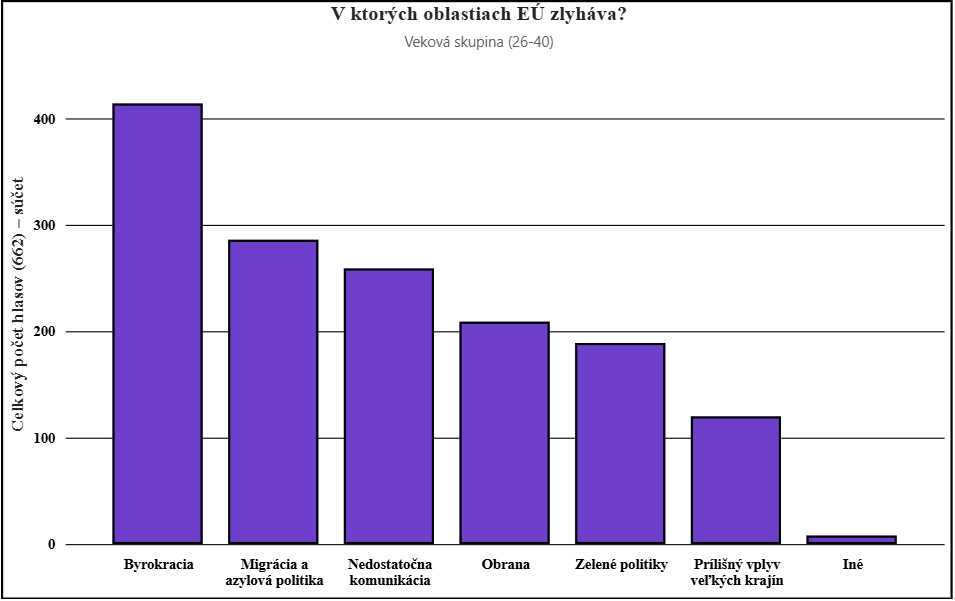 V ktorých oblastiach EÚ zlyháva?
Veková skupina (26-40)
Celkový počet hlasov (662) – súčet
400
300
200
100
0
Byrokracia
Migrácia a
azylová politika
Nedostatočna
komunikácia
Obrana
Zelené politiky
Prílišný vplyv
veľkých krajín
Iné